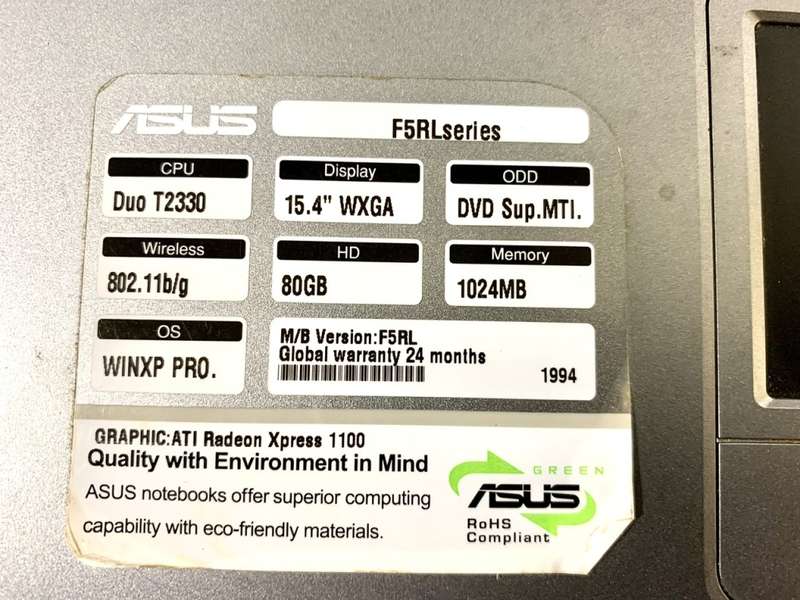 ASUS F5RLseries
CPU Display ODD
Duo T2330 15.4" WXGA DVD Sup.MTI.
Wireless HD Memory
802.11b/g 80GB 1024MB
OS
WINXP PRO.
M/B Version:F5RL
Global warranty 24 months
1994
GRAPHIC:ATI Radeon Xpress 1100
Quality with Environment in Mind
ASUS notebooks offer superior computing
capability with eco-friendly materials.
GREEN
ASUS
RoHS
Compliant